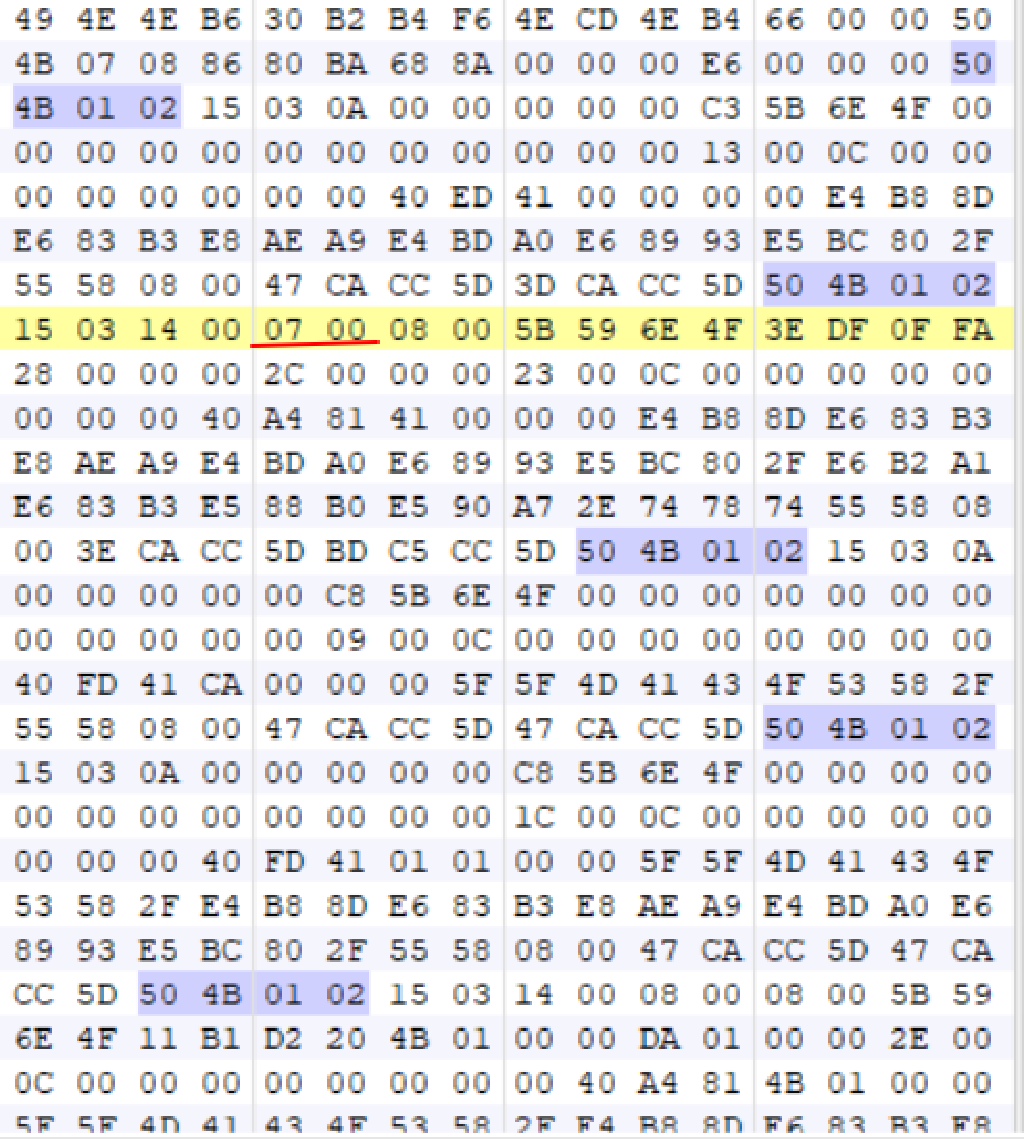 49 4E 4E B6 30 B2 B4 F6 4E CD 4E B4 66 00 00 50
4B 07 08 86 80 BA 68 8A 00 00 00 E6 00 00 00 50
4B 01 02 15 03 0A 00 00 00 00 00 C3 5B 6E 4F 00
00 00 00 00 00 00 00 00 00 00 00 13 00 0C 00 00
00 00 00 00 00 00 40 ED 41 00 00 00 00 E4 B8 8D
E6 83 B3 E8 AE A9 E4 BD A0 E6 89 93 E5 BC 80 2F
55 58 08 00 47 CA CC 5D 3D CA CC 5D 50 4B 01 02
15 03 14 00 07 00 08 00 5B 59 6E 4F 3E DF 0F FA
28 00 00 00 2C 00 00 00 23 00 0C 00 00 00 00 00
00 00 00 40 A4 81 41 00 00 00 E4 B8 8D E6 83 B3
E8 AE A9 E4 BD A0 E6 89 93 E5 BC 80 2F E6 B2 A1
E6 83 B3 E5 88 B0 E5 90 A7 2E 74 78 74 55 58 08
00 3E CA CC 5D BD C5 CC 5D 50 4B 01 02 15 03 0A
00 00 00 00 00 C8 5B 6E 4F 00 00 00 00 00 00 00
00 00 00 00 00 09 00 0C 00 00 00 00 00 00 00 00
40 FD 41 CA 00 00 00 5F 5F 4D 41 43 4F 53 58 2F
55 58 08 00 47 CA CC 5D 47 CA CC 5D 50 4B 01 02
15 03 0A 00 00 00 00 00 C8 5B 6E 4F 00 00 00 00
00 00 00 00 00 00 00 00 1C 00 0C 00 00 00 00 00
00 00 00 40 FD 41 01 01 00 00 5F 5F 4D 41 43 4F
53 58 2F E4 B8 8D E6 83 B3 E8 AE A9 E4 BD A0 E6
89 93 E5 BC 80 2F 55 58 08 00 47 CA CC 5D 47 CA
CC 5D 50 4B 01 02 15 03 14 00 08 00 08 00 5B 59
6E 4F 11 B1 D2 20 4B 01 00 00 DA 01 00 00 2E 00
0C 00 00 00 00 00 00 00 00 40 A4 81 4B 01 00 00
5F 5F 4D 41 43 4F 53 58 2F E4 B8 8D E6 83 B3 E8